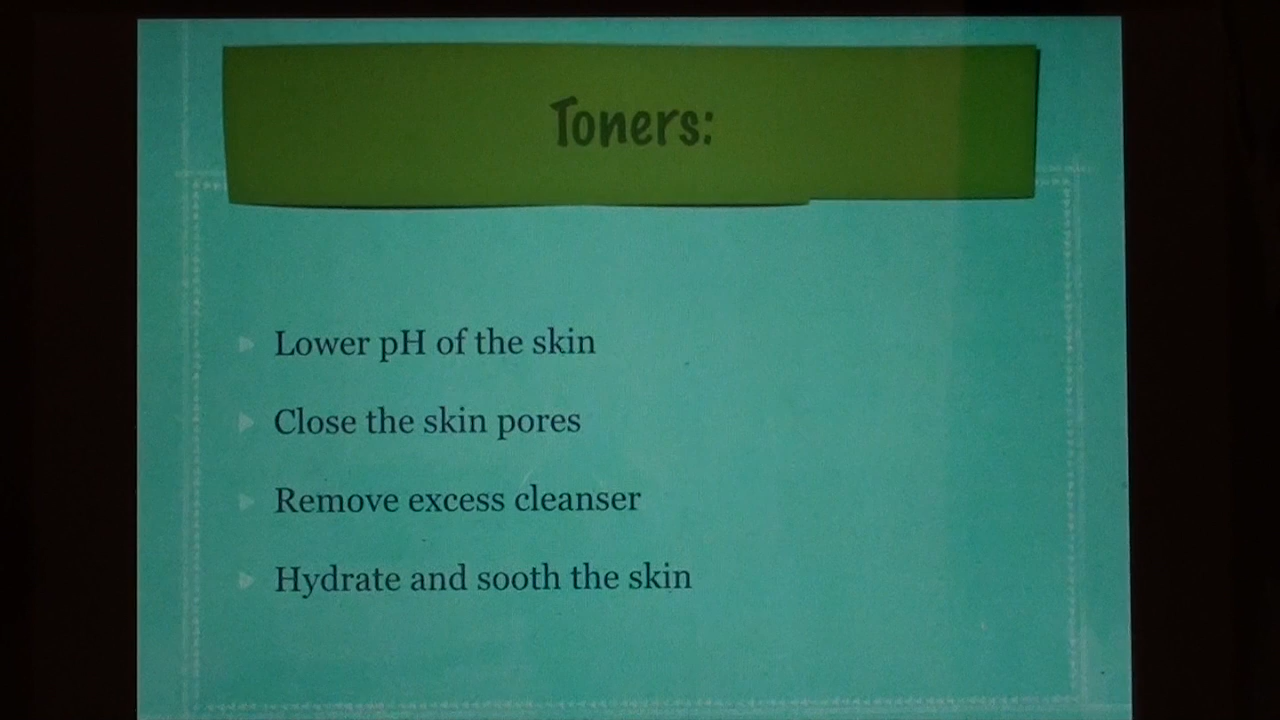 Toners:
Lower pH of the skin
Close the skin pores
Remove excess cleanser
Hydrate and sooth the skin